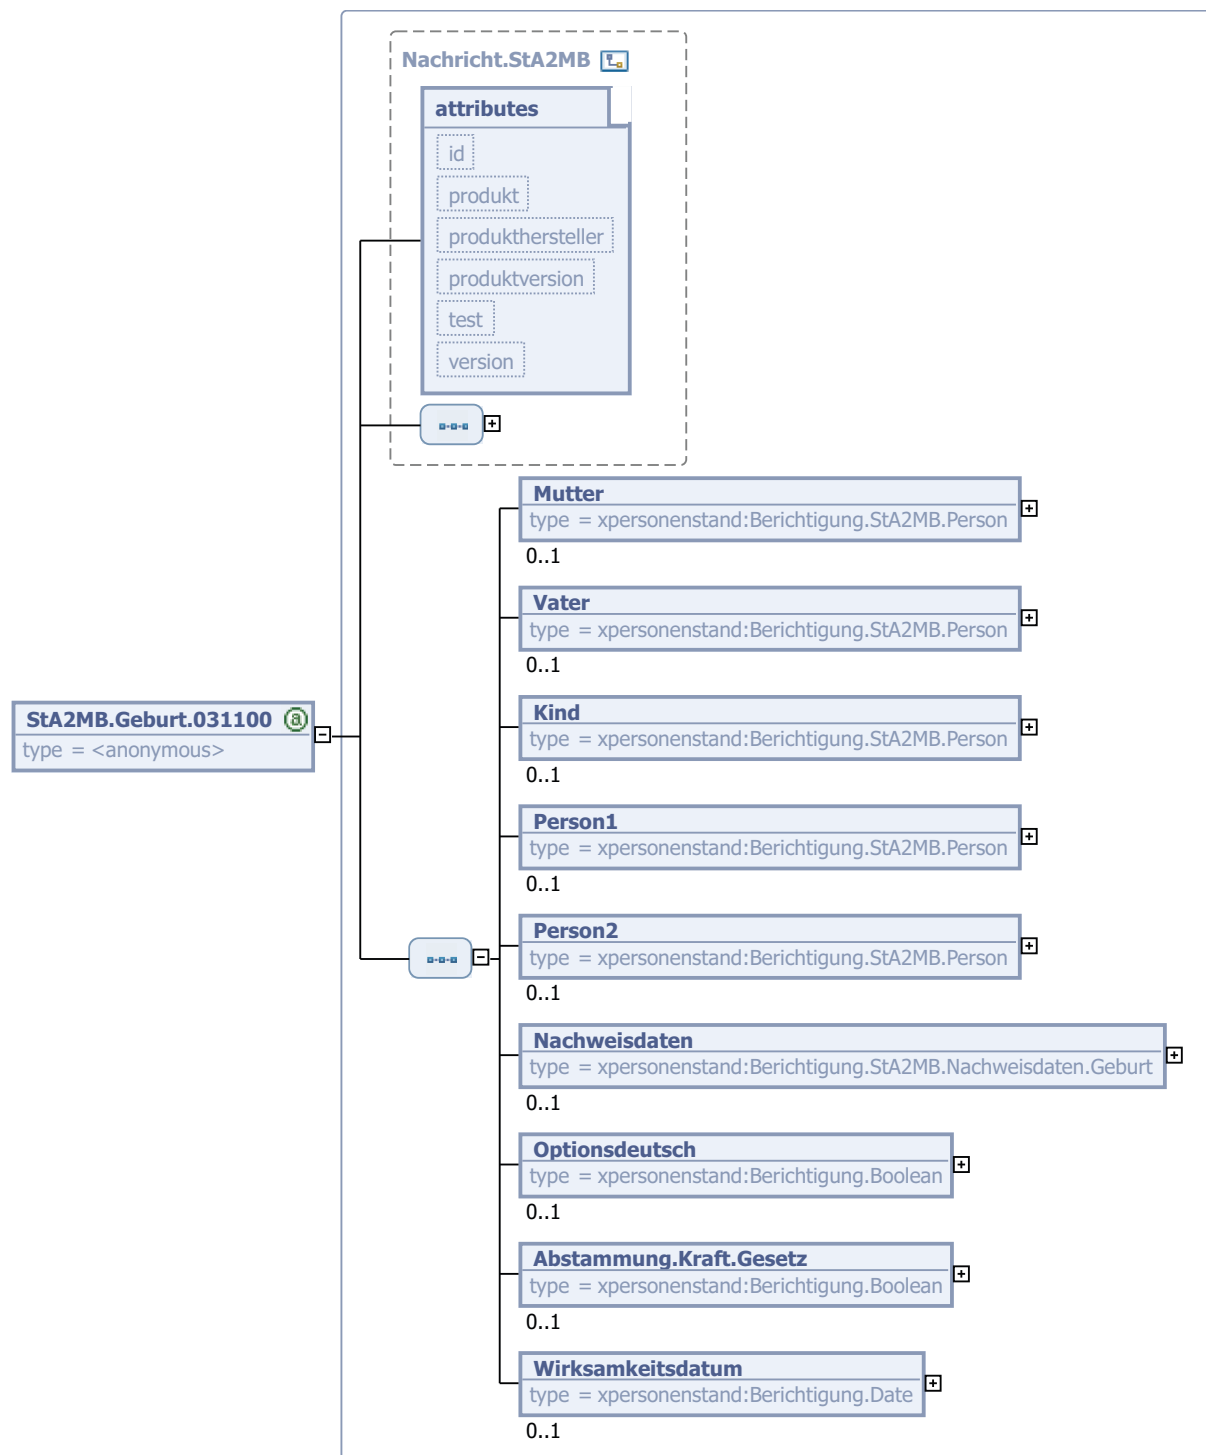 Nachricht.StA2MB
attributes
id
produkt
produkthersteller
produktversion
test
version
Mutter
type = xpersonenstand:Berichtigung.StA2MB.Person
0..1
Vater
type = xpersonenstand:Berichtigung.StA2MB.Person
0..1
StA2MB.Geburt.031100 @
type = <anonymous>
Kind
type = xpersonenstand:Berichtigung.StA2MB.Person
0..1
Person1
type = xpersonenstand:Berichtigung.StA2MB.Person
0..1
Person2
type = xpersonenstand:Berichtigung.StA2MB.Person
0..1
Nachweisdaten
type = xpersonenstand:Berichtigung.StA2MB.Nachweisdaten.Geburt
0..1
Optionsdeutsch
type = xpersonenstand:Berichtigung.Boolean
0..1
Abstammung.Kraft.Gesetz
type = xpersonenstand:Berichtigung.Boolean
0..1
Wirksamkeitsdatum
type = xpersonenstand:Berichtigung.Date
0..1